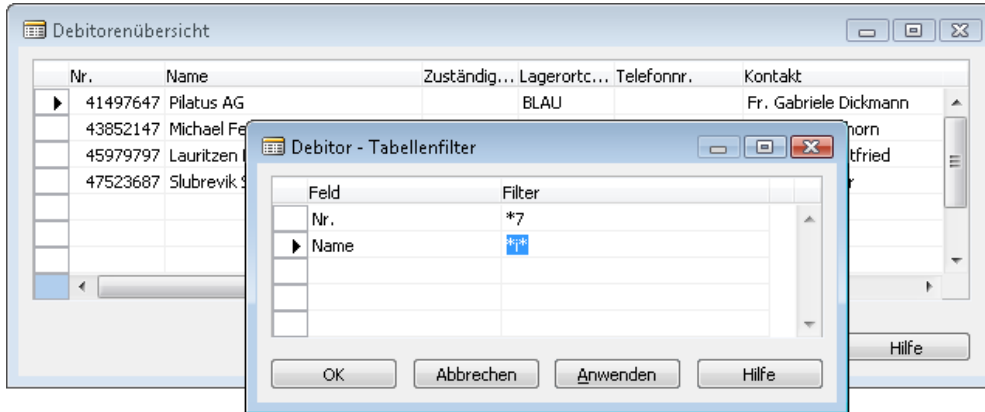 Debitorenübersicht
Nr. Name Zuständig... Lagerortc... Telefonnr. Kontakt
41497647 Pilatus AG BLAU Fr. Gabriele Dickmann
43852147 Michael Fe horn
45979797 Lauritzen tfried
47523687 Slubrevik
Debitor - Tabellenfilter
Feld Filter
Nr. *7
Name *i*
OK Abbrechen Anwenden Hilfe
Hilfe